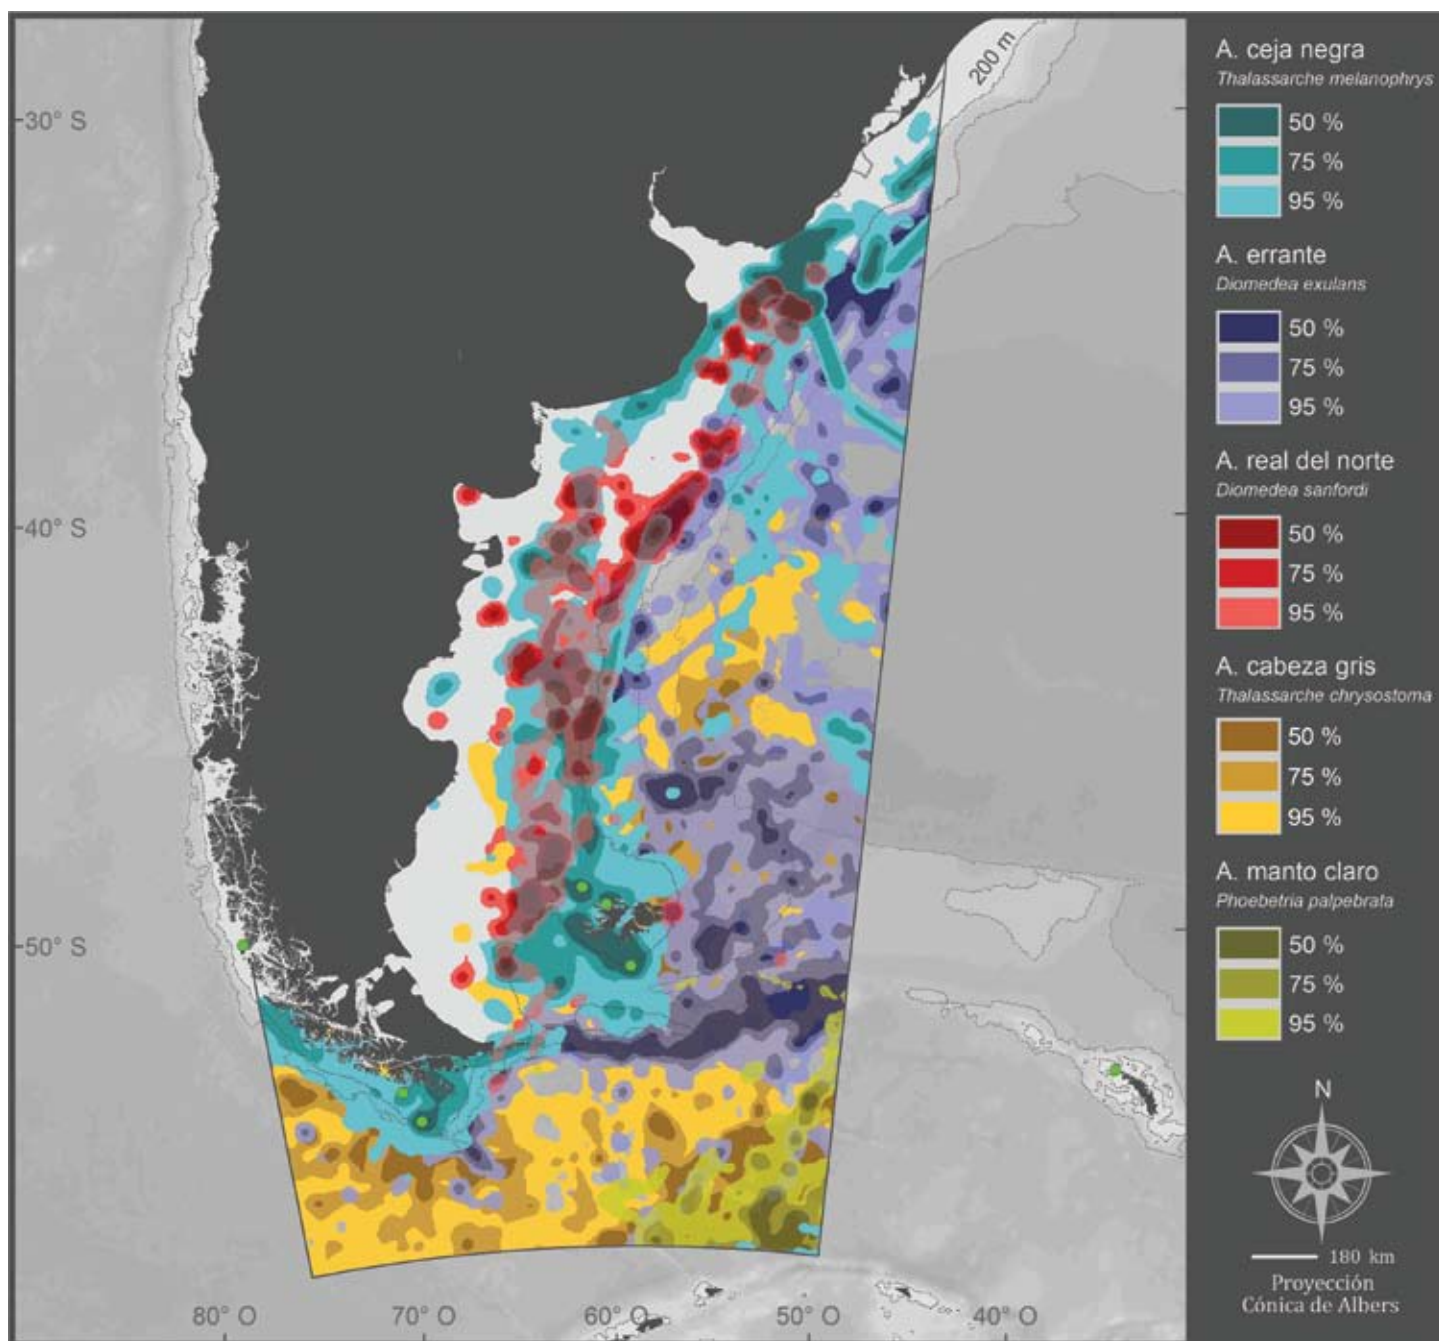 200 m
30° S
40° S
50° S
80° O
70° O
60° O
50° O
40° O
A. ceja negra
Thalassarche melanophrys
50 %
75 %
95 %
A. errante
Diomedea exulans
50 %
75 %
95 %
A. real del norte
Diomedea sanfordi
50 %
75 %
95 %
A. cabeza gris
Thalassarche chrysostoma
50 %
75 %
95 %
A. manto claro
Phoebetria palpebrata
50 %
75 %
95 %
N
180 km
Proyección
Cónica de Albers